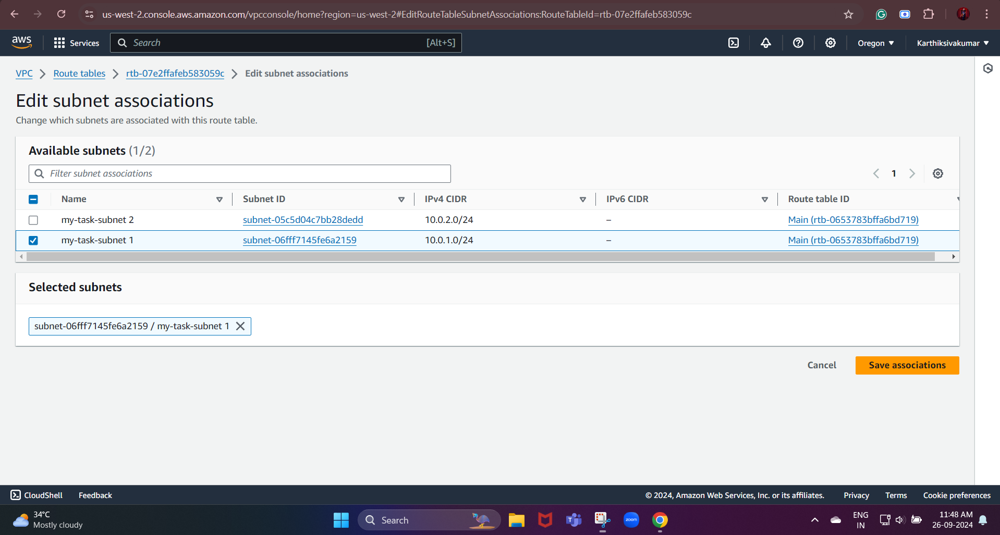 us-west-2.console.aws.amazon.com/vpcconsole/home?region=us-west-2#EditRouteTableSubnetAssociations:RouteTableId=rtb-07e2ffafeb583059c
aws Services Search [Alt+S] Oregon Karthiksivakumar
VPC Route tables rtb-07e2ffafeb583059c Edit subnet associations
Edit subnet associations
Change which subnets are associated with this route table.
Available subnets (1/2)
Filter subnet associations 1
Name Subnet ID IPv4 CIDR IPv6 CIDR Route table ID
my-task-subnet 2 subnet-05c5d04c7bb28dedd 10.0.2.0/24 – Main (rtb-0653783bffa6bd719)
my-task-subnet 1 subnet-06fff7145fe6a2159 10.0.1.0/24 – Main (rtb-0653783bffa6bd719)
Selected subnets
subnet-06fff7145fe6a2159 / my-task-subnet 1
Cancel Save associations
CloudShell Feedback © 2024, Amazon Web Services, Inc. or its affiliates. Privacy Terms Cookie preferences
34°C
Mostly cloudy
Search
zoom
ENG
IN
11:48 AM
26-09-2024